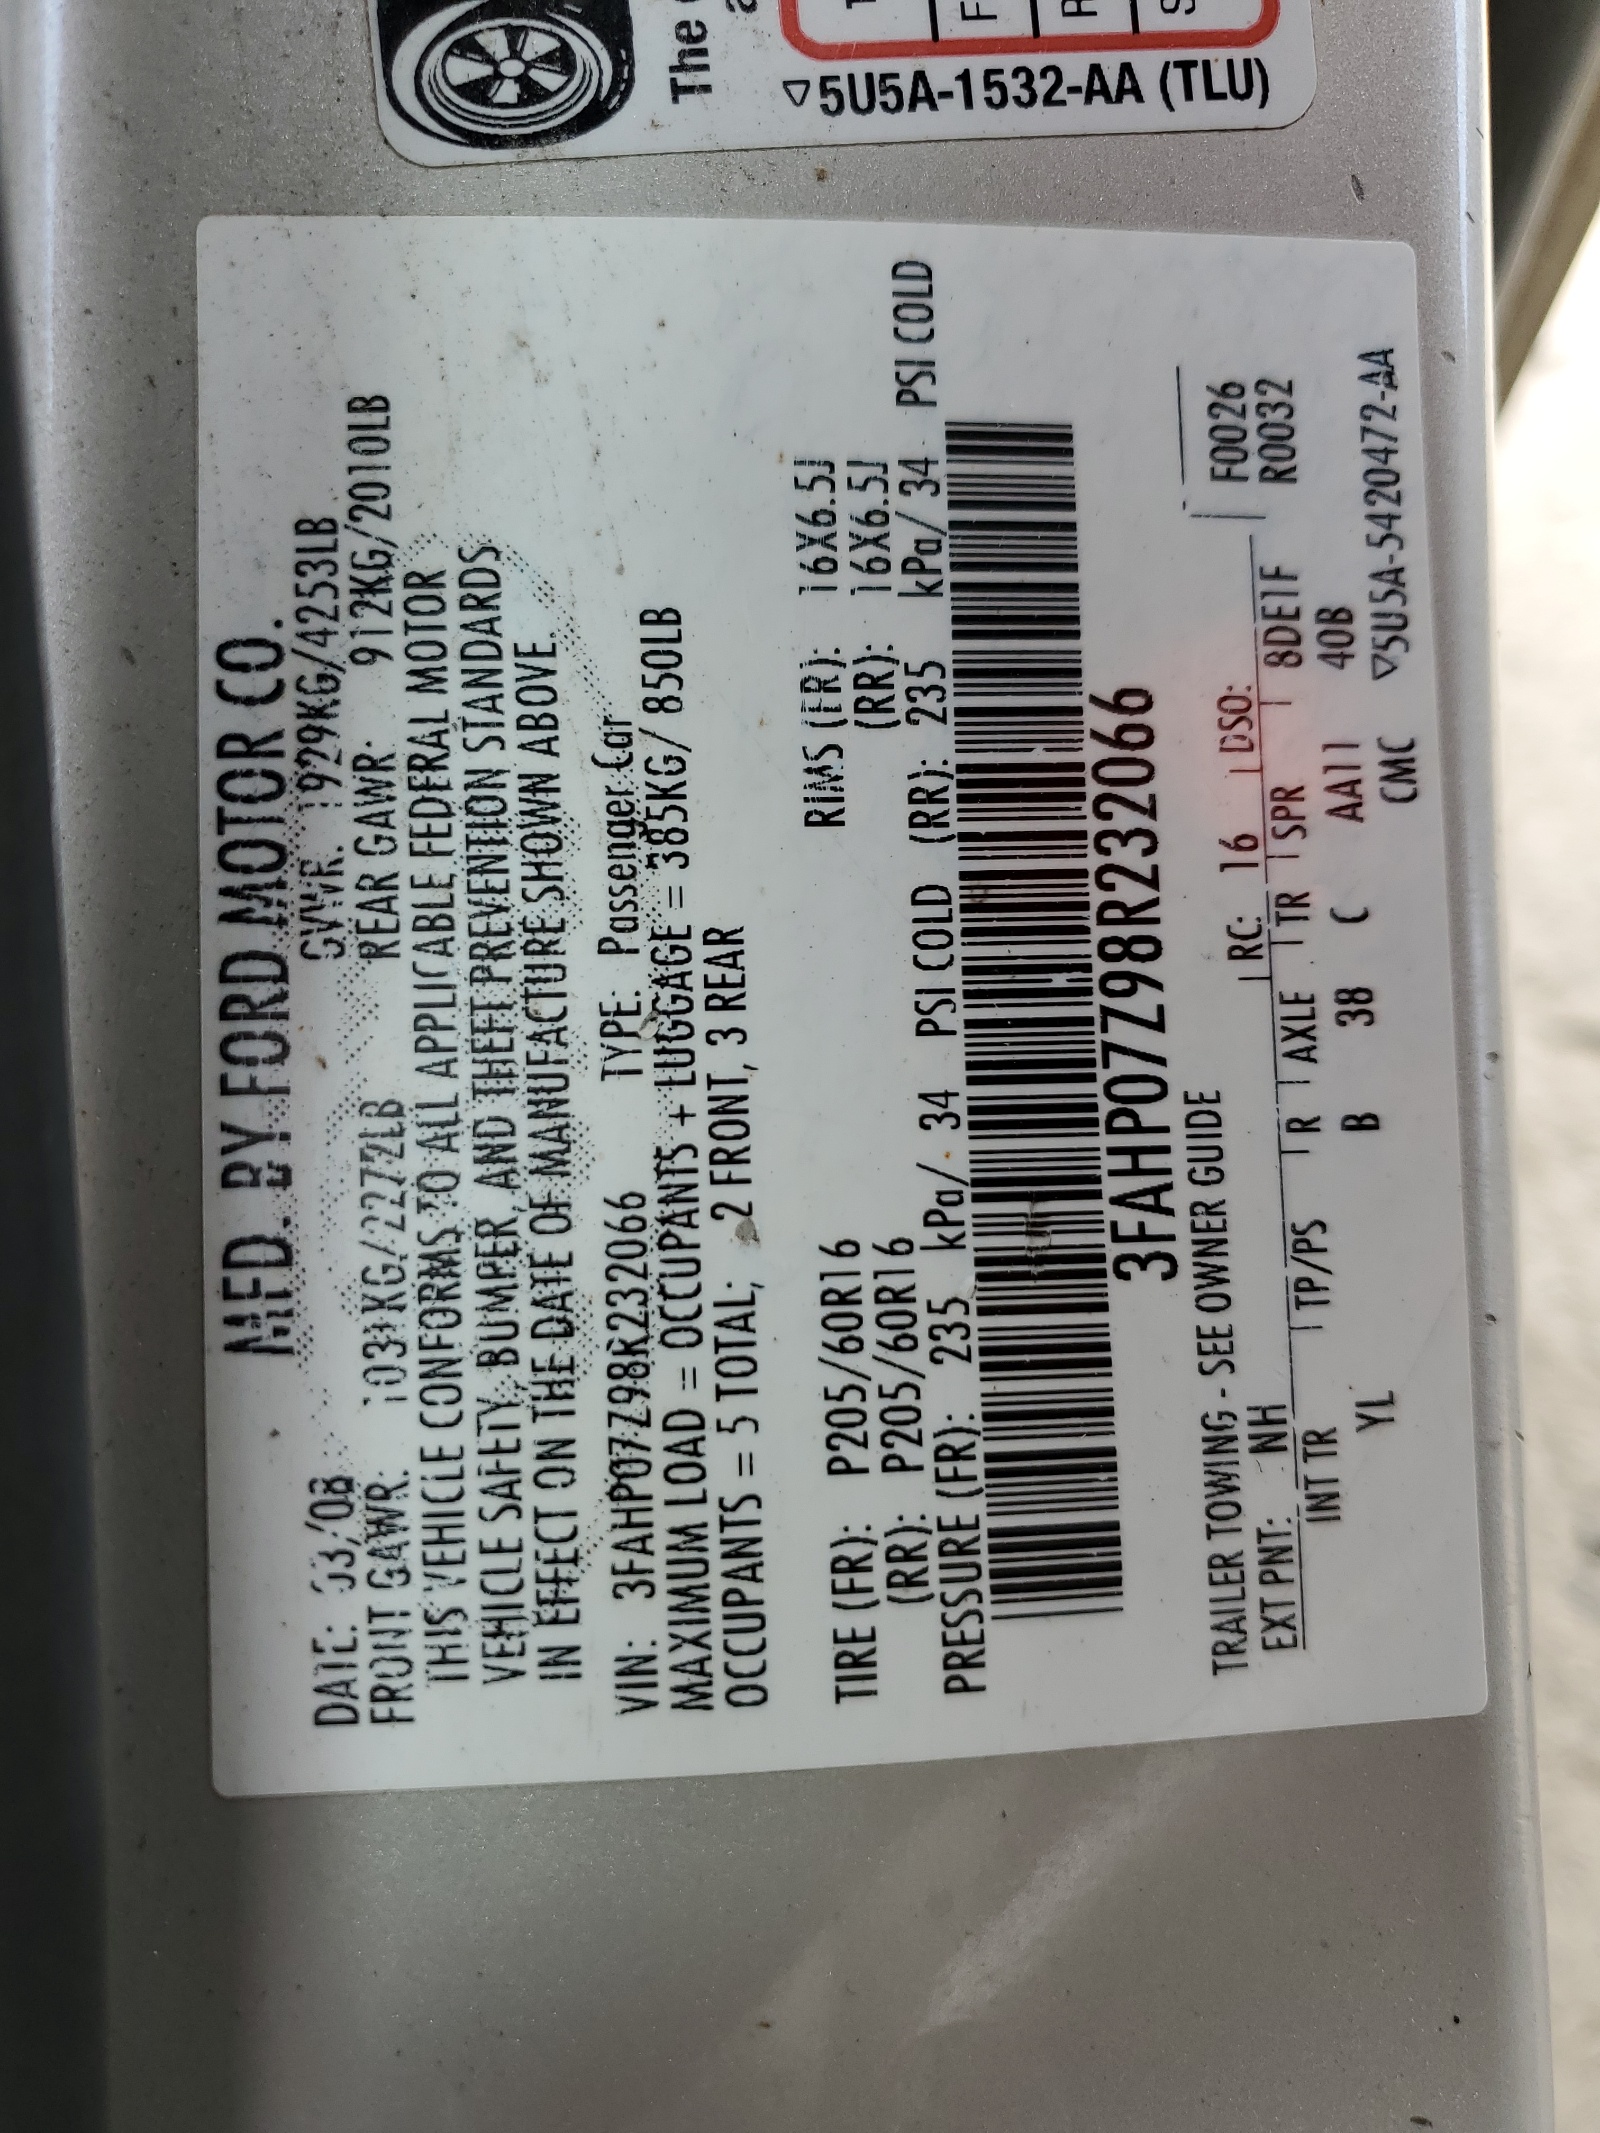 MFD. BY FORD MOTOR CO.
DATE: 03/08 GVWR: 1929KG/4253LB
FRONT GAWR: 1031KG/2272LB REAR GAWR: 912KG/2010LB
THIS VEHICLE CONFORMS TO ALL APPLICABLE FEDERAL MOTOR
VEHICLE SAFETY, BUMPER, AND THEFT PREVENTION STANDARDS
IN EFFECT ON THE DATE OF MANUFACTURE SHOWN ABOVE.
VIN: 3FAHP07Z98R232066 TYPE: Passenger Car
MAXIMUM LOAD = OCCUPANTS + LUGGAGE = 385KG/ 850LB
OCCUPANTS = 5 TOTAL; 2 FRONT, 3 REAR
TIRE (FR): P205/60R16 RIMS (FR): 16X6.5J
(RR): P205/60R16 (RR): 16X6.5J
PRESSURE (FR): 235 kPa/ 34 PSI COLD (RR): 235 kPa/ 34 PSI COLD
3FAHP07Z98R232066
TRAILER TOWING - SEE OWNER GUIDE
EXT PNT: NH RC: 16 DSO: F0026
INT TR TP/PS R AXLE TR SPR 8DE1F R0032
YL B 38 C AA11 40B
CMC ▽5U5A-5420472-AA
The
▽5U5A-1532-AA (TLU)